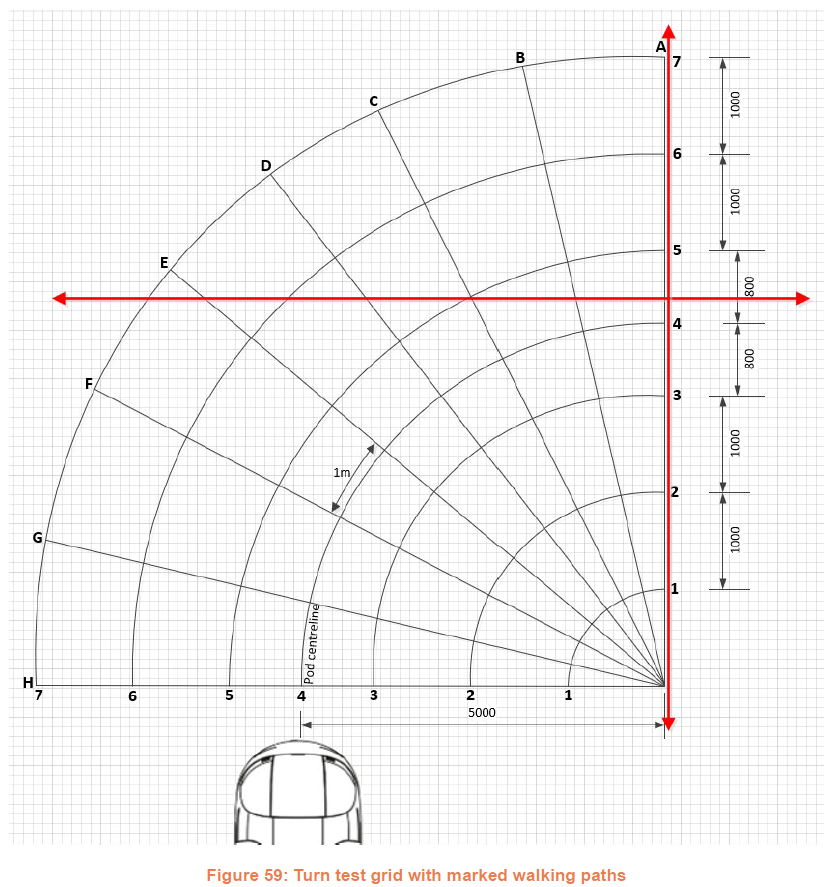 A
B
7
C
1000
D
6
E
1000
5
800
4
F
800
3
1m
1000
2
G
1000
1
Pod centreline
H
7 6 5 4 3 2 1
5000
Figure 59: Turn test grid with marked walking paths